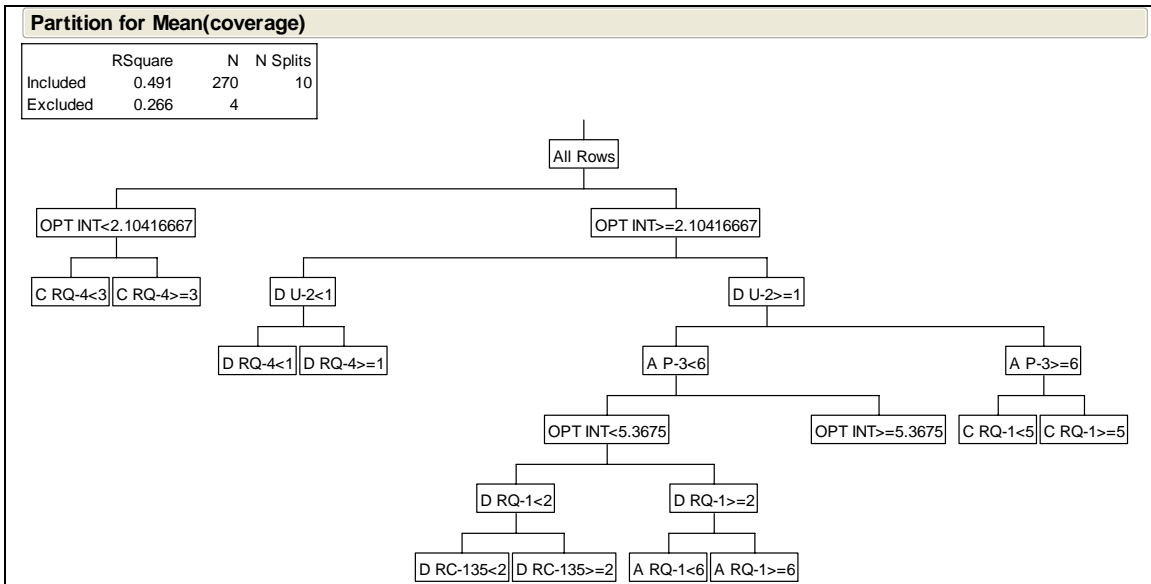 Partition for Mean(coverage)
RSquare N N Splits
Included 0.491 270 10
Excluded 0.266 4
All Rows
OPT INT<2.10416667 OPT INT>=2.10416667
C RQ-4<3 C RQ-4>=3 D U-2<1 D U-2>=1
D RQ-4<1 D RQ-4>=1 A P-3<6 A P-3>=6
OPT INT<5.3675 OPT INT>=5.3675 C RQ-1<5 C RQ-1>=5
D RQ-1<2 D RQ-1>=2
D RC-135<2 D RC-135>=2 A RQ-1<6 A RQ-1>=6